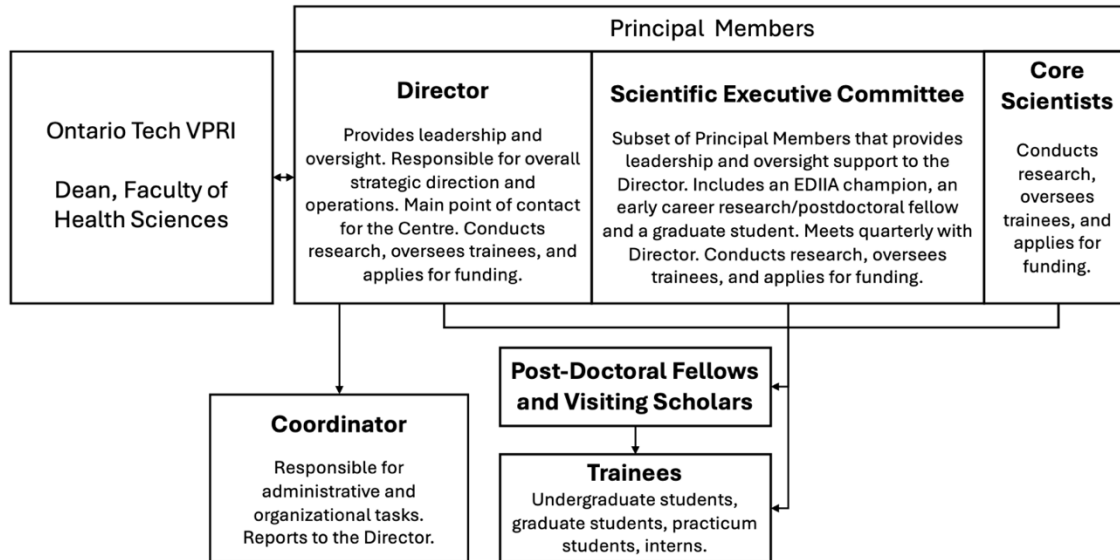 Principal Members
Ontario Tech VPRI
Dean, Faculty of
Health Sciences
Director
Provides leadership and
oversight. Responsible for overall
strategic direction and
operations. Main point of contact
for the Centre. Conducts
research, oversees trainees, and
applies for funding.
Scientific Executive Committee
Subset of Principal Members that provides
leadership and oversight support to the
Director. Includes an EDIIA champion, an
early career research/postdoctoral fellow
and a graduate student. Meets quarterly with
Director. Conducts research, oversees
trainees, and applies for funding.
Core
Scientists
Conducts
research,
oversees
trainees, and
applies for
funding.
Coordinator
Responsible for
administrative and
organizational tasks.
Reports to the Director.
Post-Doctoral Fellows
and Visiting Scholars
Trainees
Undergraduate students,
graduate students, practicum
students, interns.